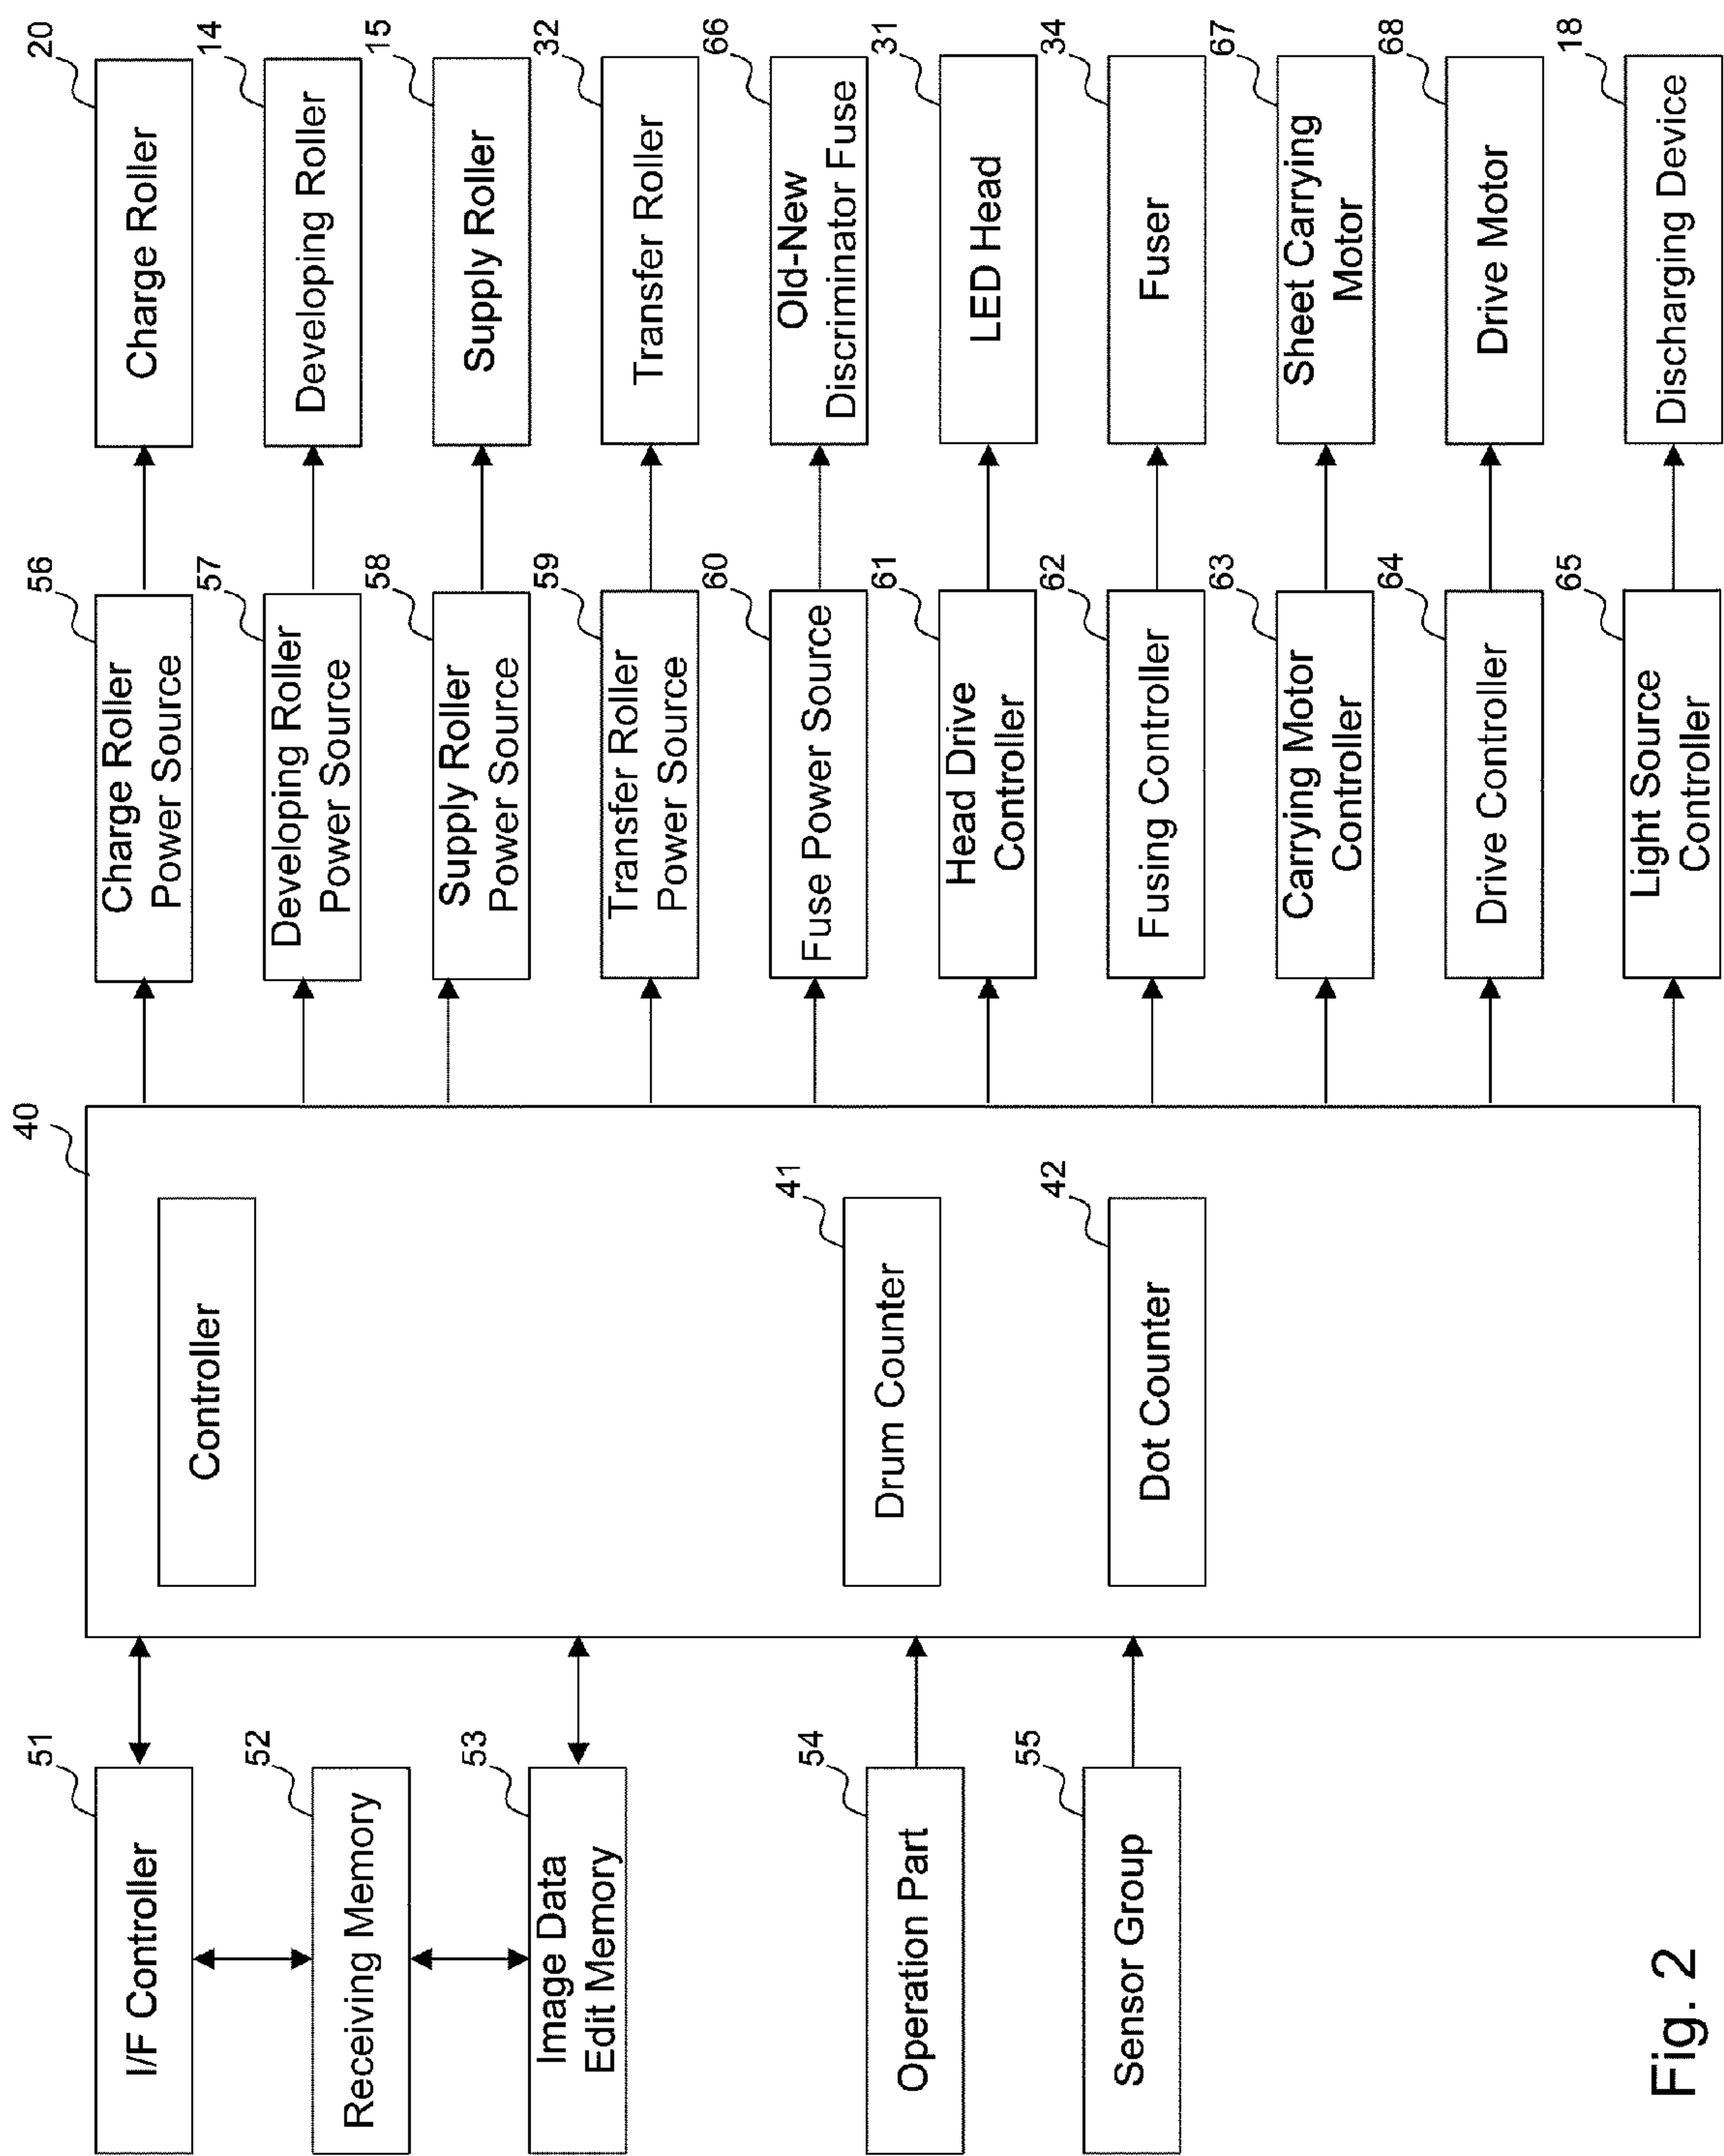 51
I/F Controller
52
Receiving Memory
53
Image Data
Edit Memory
54
Operation Part
55
Sensor Group
40
Controller
41
Drum Counter
42
Dot Counter
56
Charge Roller
Power Source
57
Developing Roller
Power Source
58
Supply Roller
Power Source
59
Transfer Roller
Power Source
60
Fuse Power Source
61
Head Drive
Controller
62
Fusing Controller
63
Carrying Motor
Controller
64
Drive Controller
65
Light Source
Controller
20
Charge Roller
14
Developing Roller
15
Supply Roller
32
Transfer Roller
66
Old-New
Discriminator Fuse
31
LED Head
34
Fuser
67
Sheet Carrying
Motor
68
Drive Motor
18
Discharging Device
Fig. 2